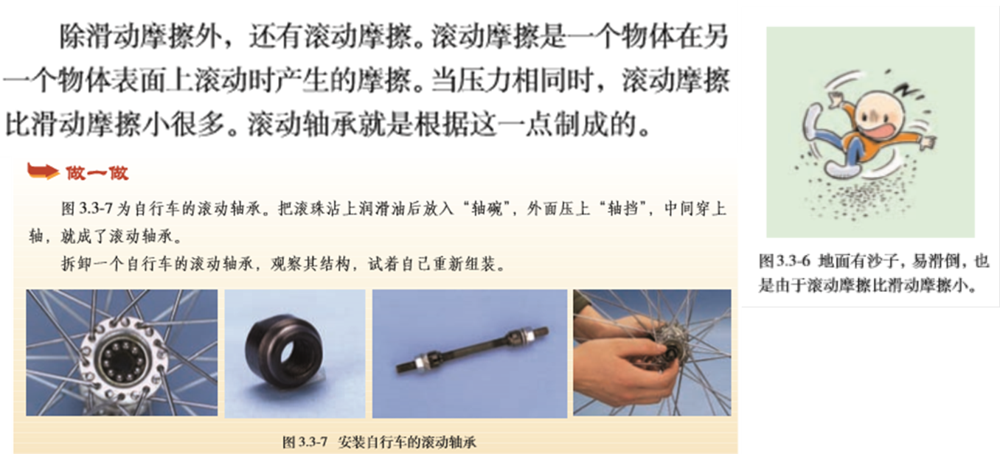 除滑动摩擦外，还有滚动摩擦。滚动摩擦是一个物体在另
一个物体表面上滚动时产生的摩擦。当压力相同时，滚动摩擦
比滑动摩擦小很多。滚动轴承就是根据这一点制成的。
做一做
图 3.3-7 为自行车的滚动轴承。把滚珠沾上润滑油后放入“轴碗”，外面压上“轴挡”，中间穿上
轴，就成了滚动轴承。
拆卸一个自行车的滚动轴承，观察其结构，试着自己重新组装。
图 3.3-7 安装自行车的滚动轴承
图 3.3-6 地面有沙子，易滑倒，也
是由于滚动摩擦比滑动摩擦小。